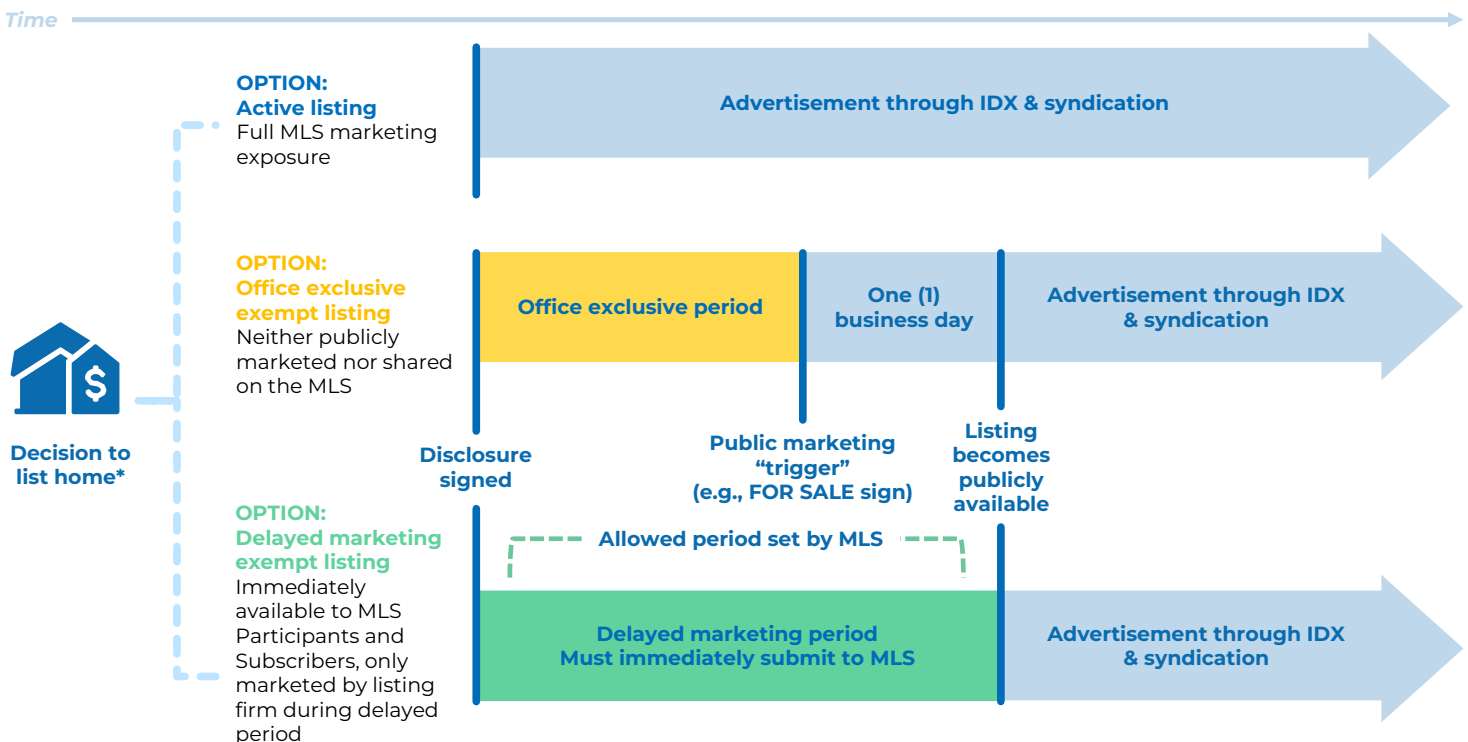 Time
OPTION:
Active listing
Full MLS marketing
exposure
Advertisement through IDX & syndication
OPTION:
Office exclusive
exempt listing
Neither publicly
marketed nor shared
on the MLS
Office exclusive period
One (1)
business day
Advertisement through IDX
& syndication
Decision to
list home*
Disclosure
signed
Public marketing
“trigger”
(e.g., FOR SALE sign)
Listing
becomes
publicly
available
OPTION:
Delayed marketing
exempt listing
Immediately
available to MLS
Participants and
Subscribers, only
marketed by listing
firm during delayed
period
Allowed period set by MLS
Delayed marketing period
Must immediately submit to MLS
Advertisement through IDX
& syndication